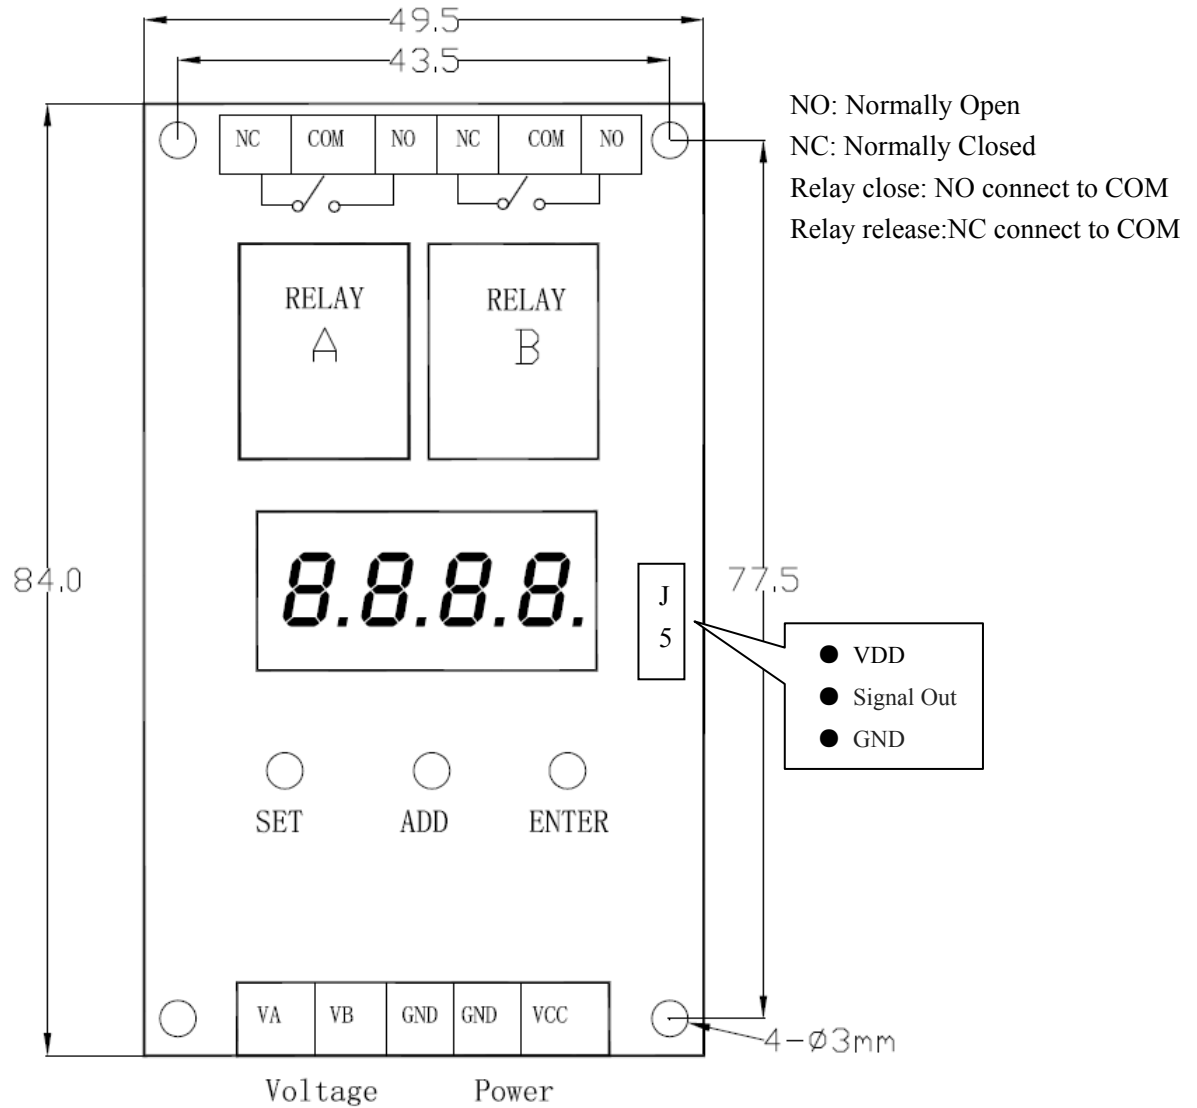 49.5
43.5
NO: Normally Open
NC: Normally Closed
Relay close: NO connect to COM
Relay release:NC connect to COM
NC COM NO NC COM NO
RELAY A
RELAY B
84.0
77.5
8.8.8.8.
J
5
VDD
Signal Out
GND
SET ADD ENTER
VA VB GND GND VCC
4-Ø3mm
Voltage Power